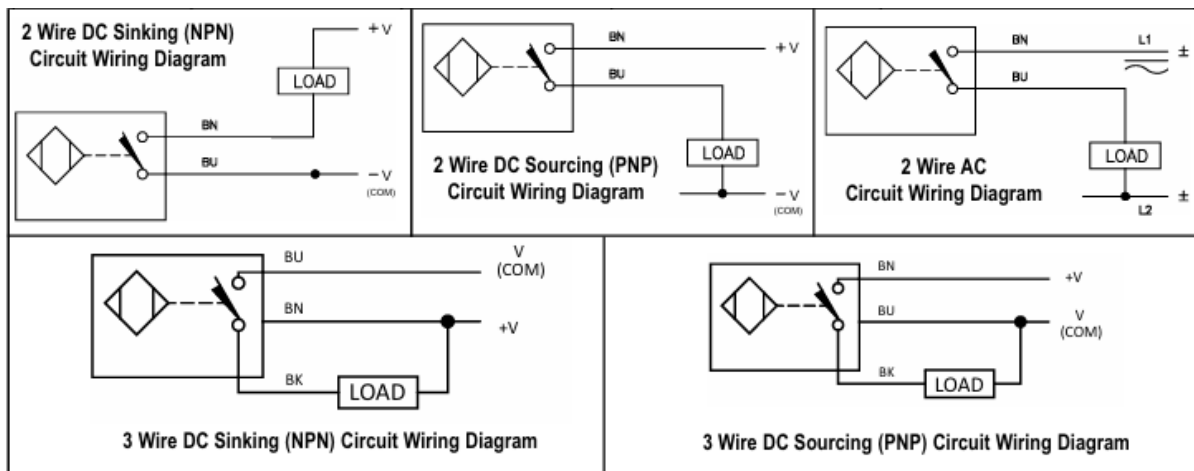 2 Wire DC Sinking (NPN)
Circuit Wiring Diagram
+V
LOAD
BN
BU
−V
(COM)
BN
+V
BU
LOAD
2 Wire DC Sourcing (PNP)
Circuit Wiring Diagram
−V
(COM)
BN
L1
±
BU
LOAD
2 Wire AC
Circuit Wiring Diagram
L2
±
BU
V
(COM)
BN
+V
BK
LOAD
3 Wire DC Sinking (NPN) Circuit Wiring Diagram
BN
+V
BU
V
(COM)
BK
LOAD
3 Wire DC Sourcing (PNP) Circuit Wiring Diagram